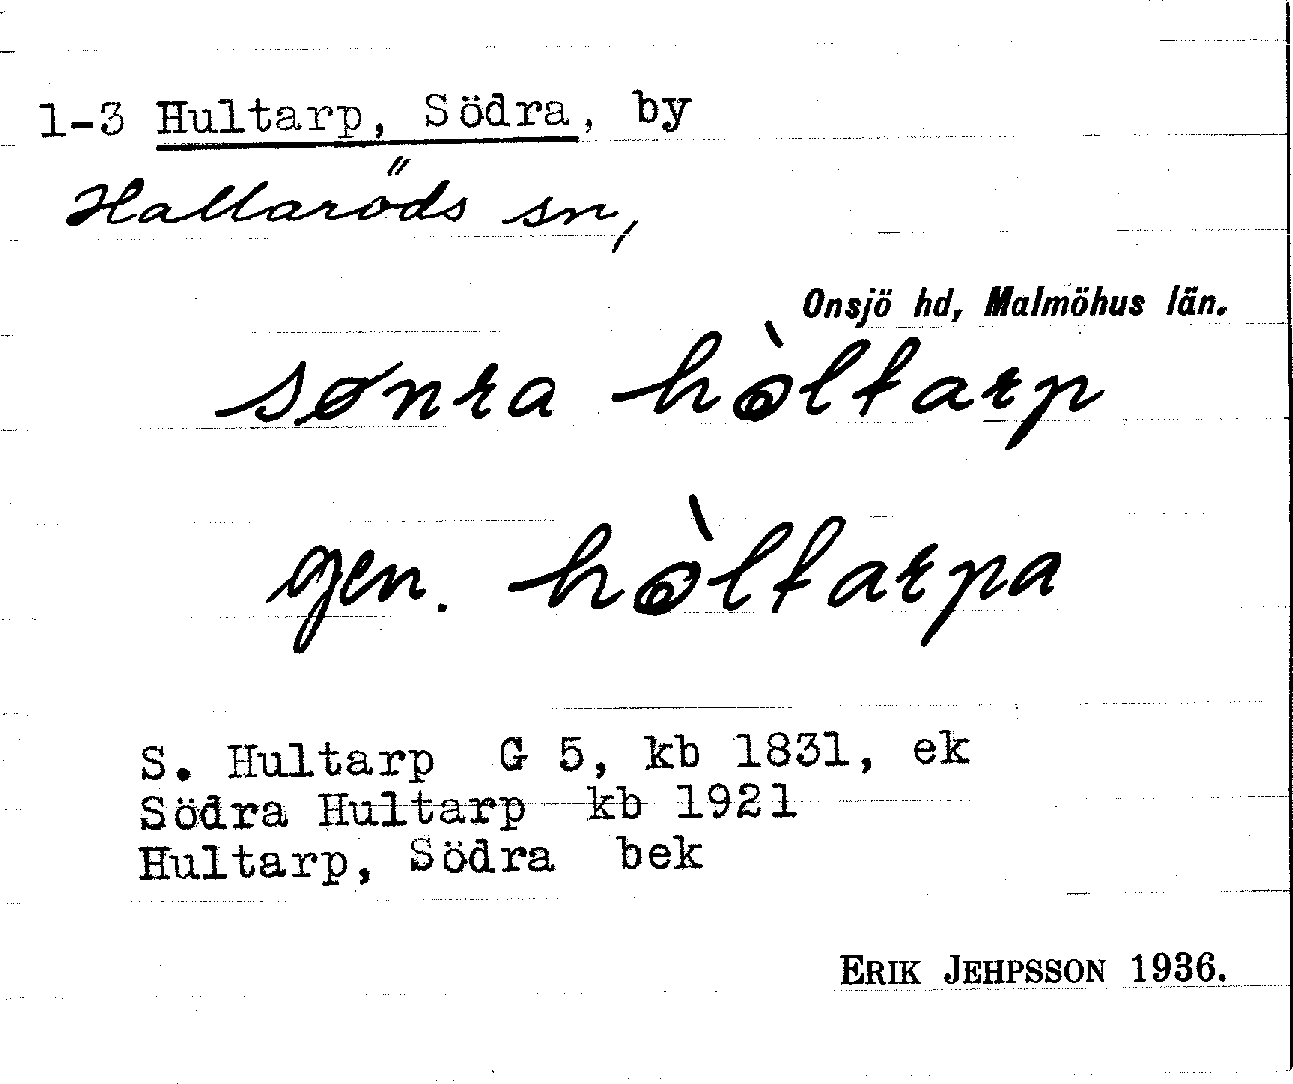 1-3 Hultarp, Södra, by
Hallaröds sn,
Onsjö hd, Malmöhus län.
sønra hòltarp
gen. hòltarpa
S. Hultarp G 5, kb 1831, ek
Södra Hultarp kb 1921
Hultarp, Södra bek
ERIK JEHPSSON 1936.